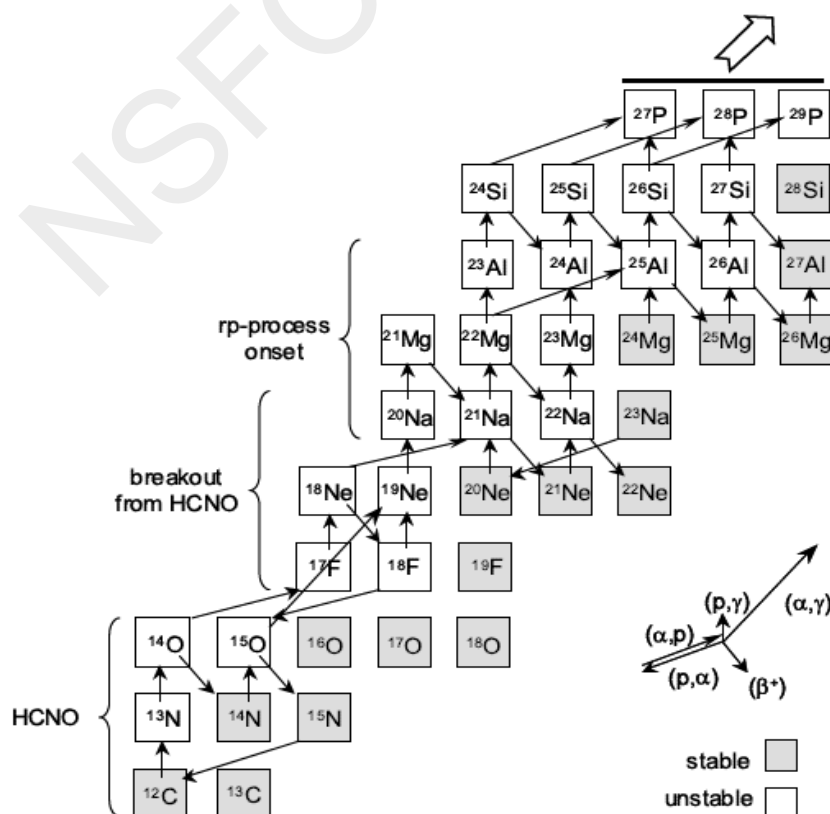 NSFC
²⁷P ²⁸P ²⁹P
²⁴Si ²⁵Si ²⁶Si ²⁷Si ²⁸Si
²³Al ²⁴Al ²⁵Al ²⁶Al ²⁷Al
rp-process
onset
²¹Mg ²²Mg ²³Mg ²⁴Mg ²⁵Mg ²⁶Mg
²⁰Na ²¹Na ²²Na ²³Na
breakout
from HCNO
¹⁸Ne ¹⁹Ne ²⁰Ne ²¹Ne ²²Ne
¹⁷F ¹⁸F ¹⁹F
¹⁴O ¹⁵O ¹⁶O ¹⁷O ¹⁸O
HCNO
¹³N ¹⁴N ¹⁵N
¹²C ¹³C
(p,γ)
(α,γ)
(α,p)
(p,α)
(β⁺)
stable
unstable